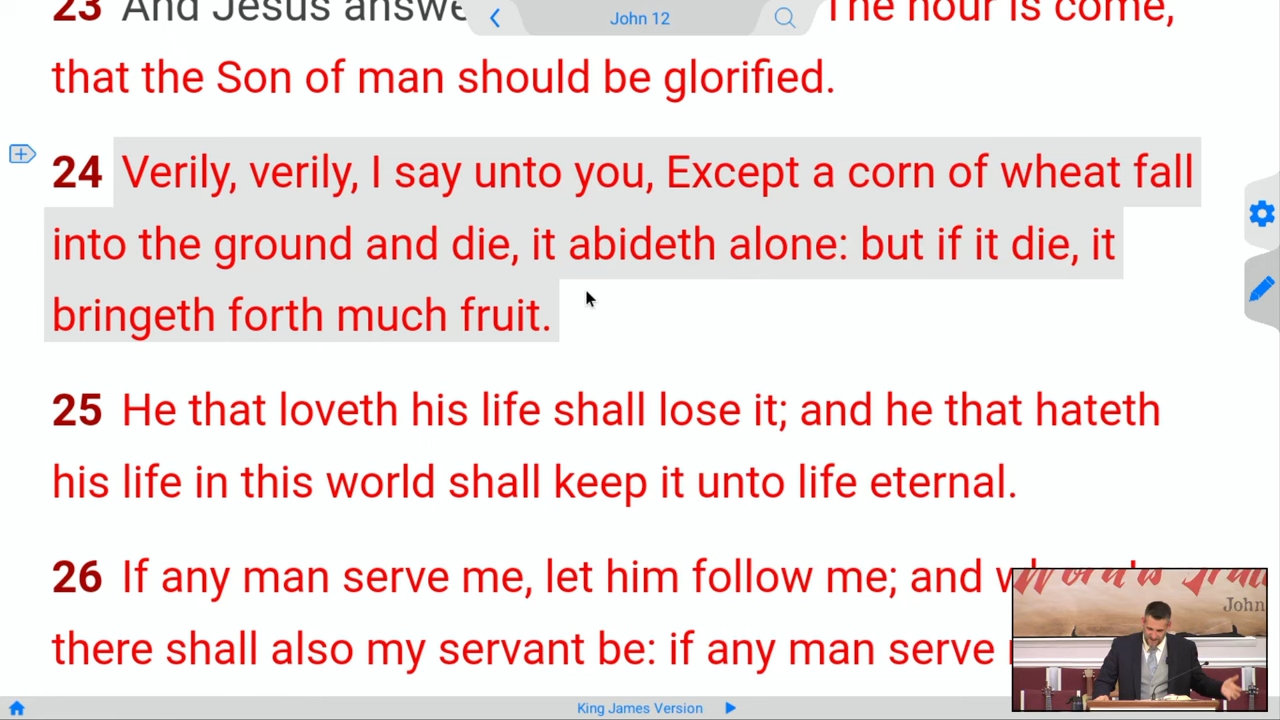 23 And Jesus answe
The hour is come,
John 12
that the Son of man should be glorified.
24 Verily, verily, I say unto you, Except a corn of wheat fall
into the ground and die, it abideth alone: but if it die, it
bringeth forth much fruit.
25 He that loveth his life shall lose it; and he that hateth
his life in this world shall keep it unto life eternal.
26 If any man serve me, let him follow me; and w
there shall also my servant be: if any man serve
John
King James Version